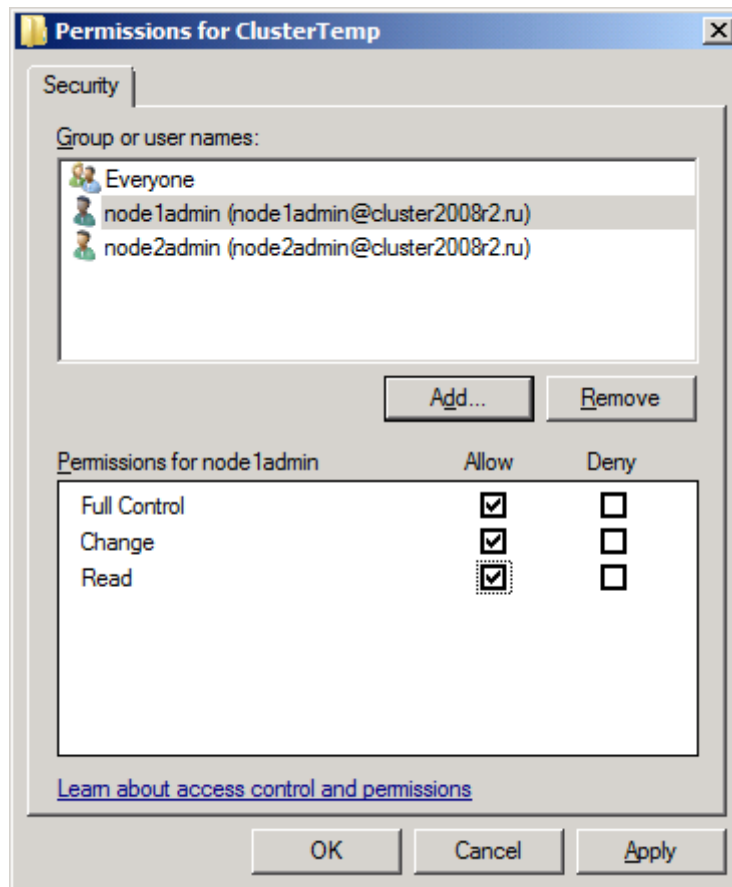 Permissions for ClusterTemp
Security
Group or user names:
Everyone
node1admin (node1admin@cluster2008r2.ru)
node2admin (node2admin@cluster2008r2.ru)
Add... Remove
Permissions for node1admin Allow Deny
Full Control
Change
Read
Learn about access control and permissions
OK Cancel Apply